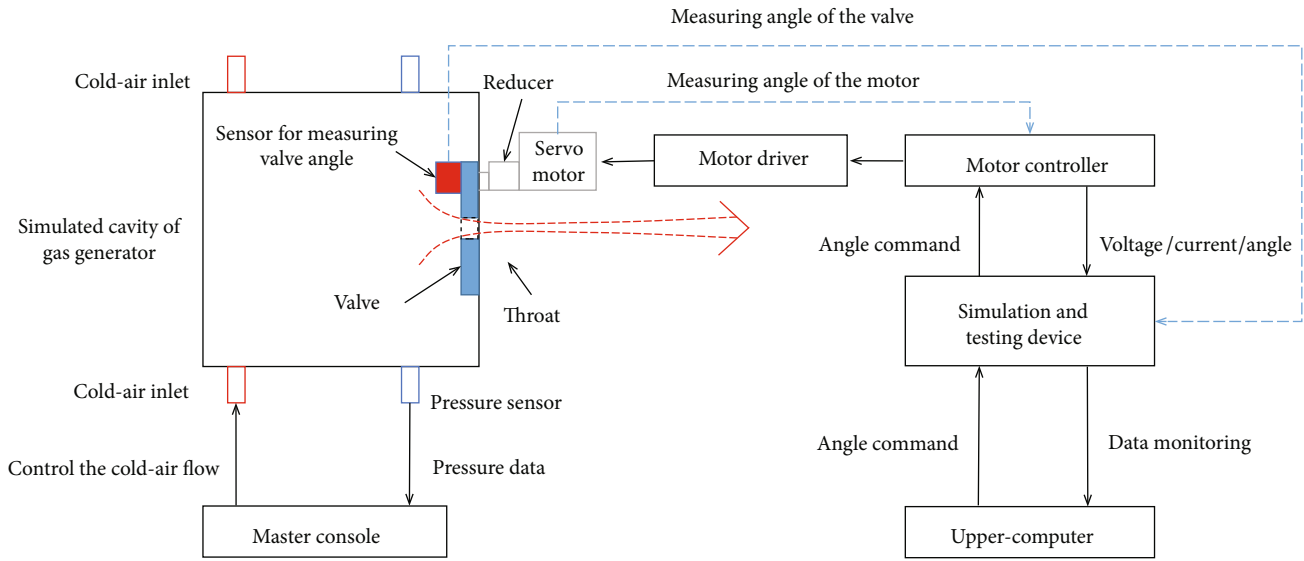 Measuring angle of the valve
Cold-air inlet
Reducer
Measuring angle of the motor
Sensor for measuring
valve angle
Servo
motor
Motor driver
Motor controller
Simulated cavity of
gas generator
Angle command
Voltage/current/angle
Valve
Throat
Simulation and
testing device
Cold-air inlet
Pressure sensor
Control the cold-air flow
Pressure data
Angle command
Data monitoring
Master console
Upper-computer